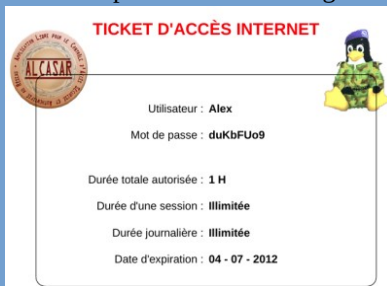 TICKET D'ACCÈS INTERNET
ALCASAR
Utilisateur : Alex
Mot de passe : duKbFUo9
Durée totale autorisée : 1 H
Durée d'une session : Illimitée
Durée journalière : Illimitée
Date d'expiration : 04 - 07 - 2012